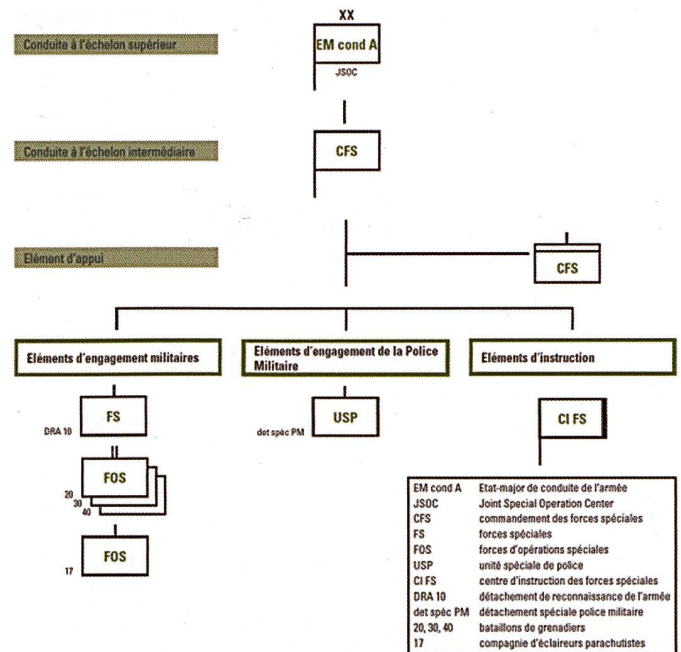 XX
Conduite à l'échelon supérieur
EM cond A
JSOC
Conduite à l'échelon intermédiaire
CFS
Elément d'appui
CFS
Eléments d'engagement militaires
Eléments d'engagement de la Police
Militaire
Eléments d'instruction
DRA 10
FS
det spéc PM
USP
CI FS
FOS
20
30
40
FOS
17
EM cond A Etat-major de conduite de l'armée
JSOC Joint Special Operation Center
CFS commandement des forces spéciales
FS forces spéciales
FOS forces d'opérations spéciales
USP unité spéciale de police
CI FS centre d'instruction des forces spéciales
DRA 10 détachement de reconnaissance de l'armée
det spéc PM détachement spéciale police militaire
20, 30, 40 bataillons de grenadiers
17 compagnie d'éclaireurs parachutistes